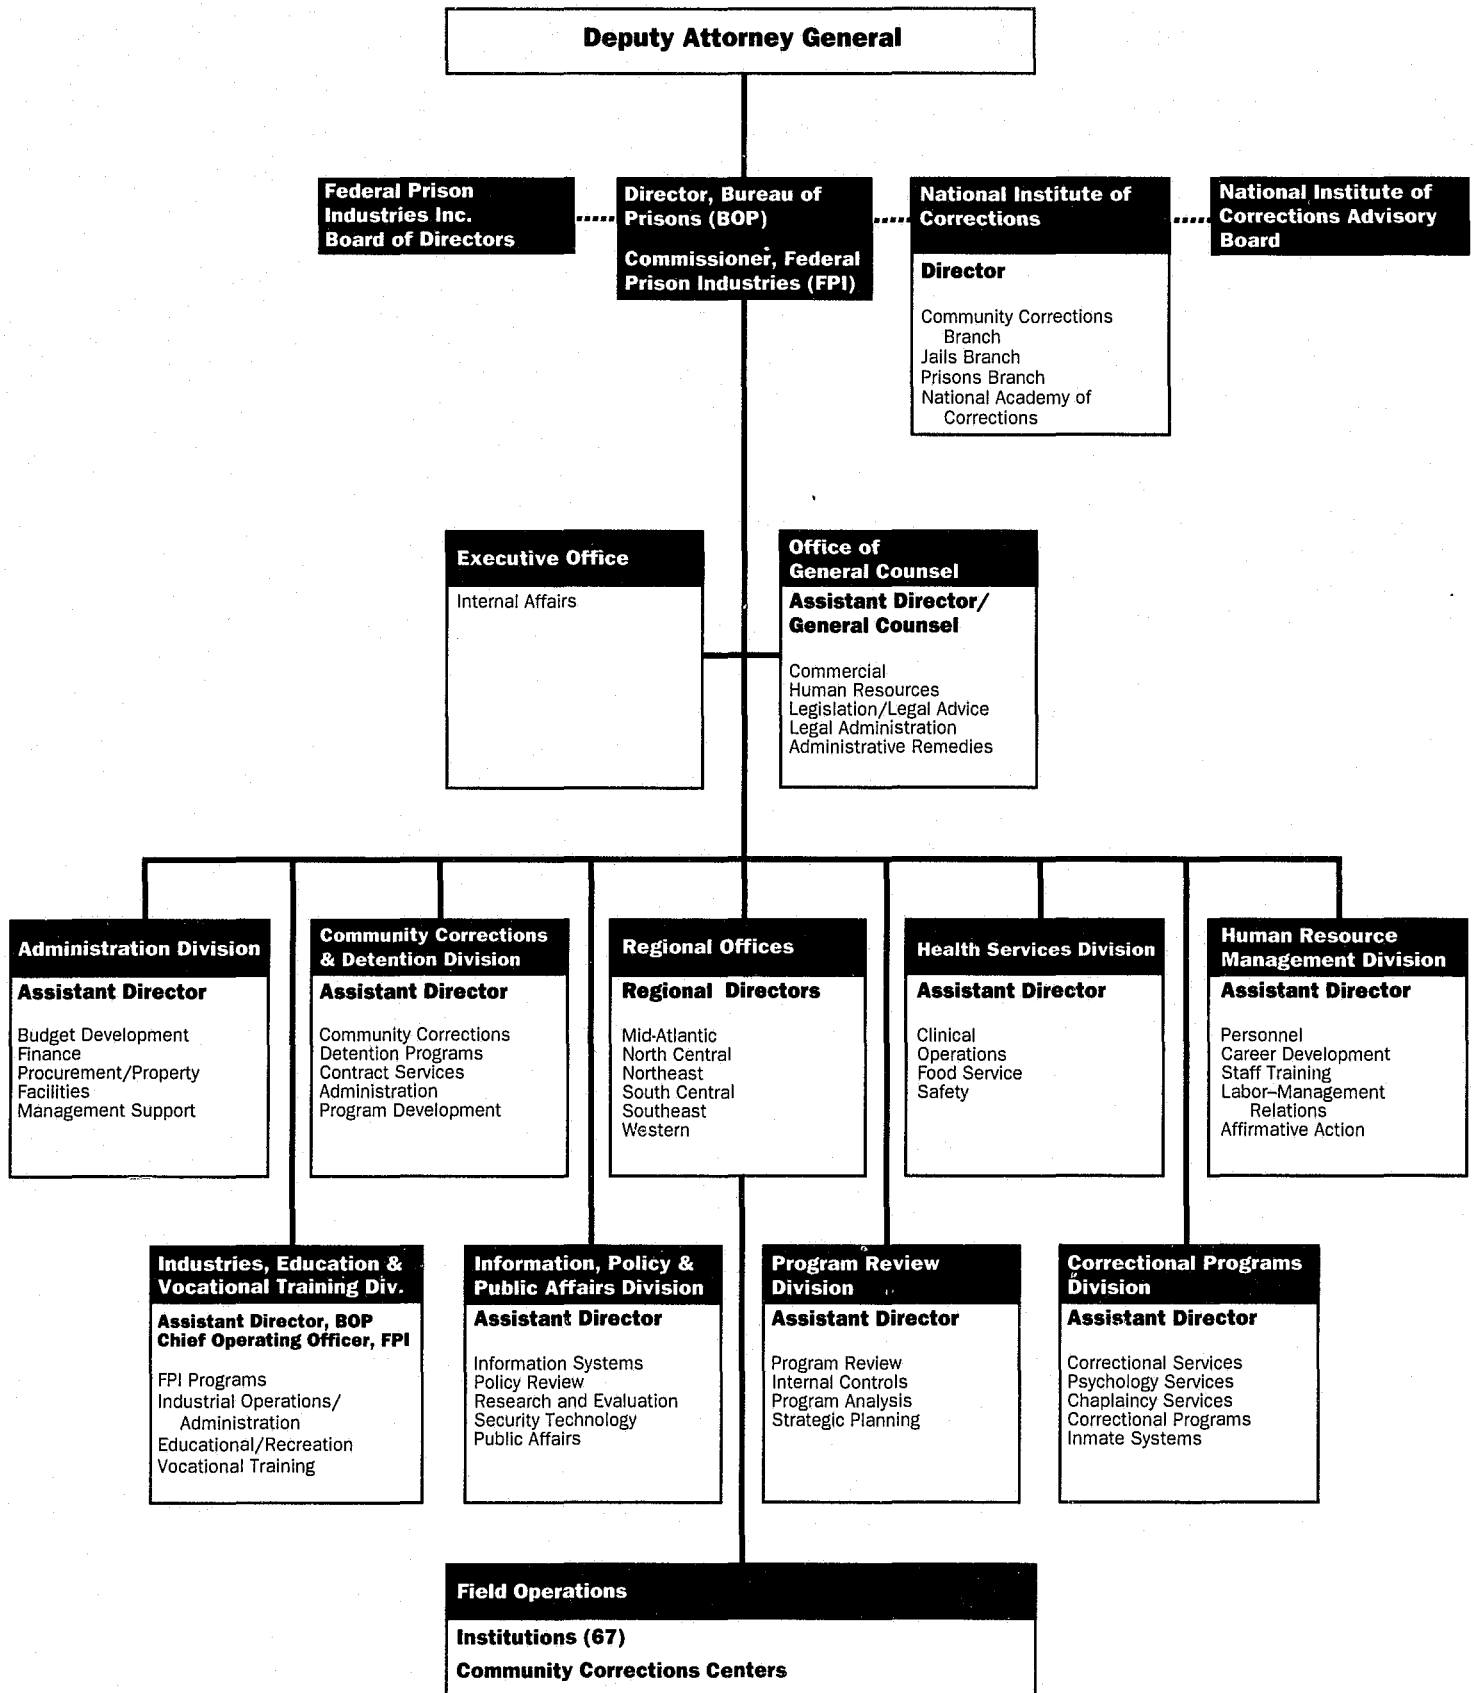 Deputy Attorney General
Federal Prison
Industries Inc.
Board of Directors
Director, Bureau of
Prisons (BOP)
Commissioner, Federal
Prison Industries (FPI)
National Institute of
Corrections
Director
Community Corrections
Branch
Jails Branch
Prisons Branch
National Academy of
Corrections
National Institute of
Corrections Advisory
Board
Executive Office
Internal Affairs
Office of
General Counsel
Assistant Director/
General Counsel
Commercial
Human Resources
Legislation/Legal Advice
Legal Administration
Administrative Remedies
Administration Division
Assistant Director
Budget Development
Finance
Procurement/Property
Facilities
Management Support
Community Corrections
& Detention Division
Assistant Director
Community Corrections
Detention Programs
Contract Services
Administration
Program Development
Regional Offices
Regional Directors
Mid-Atlantic
North Central
Northeast
South Central
Southeast
Western
Health Services Division
Assistant Director
Clinical
Operations
Food Service
Safety
Human Resource
Management Division
Assistant Director
Personnel
Career Development
Staff Training
Labor–Management
Relations
Affirmative Action
Industries, Education &
Vocational Training Div.
Assistant Director, BOP
Chief Operating Officer, FPI
FPI Programs
Industrial Operations/
Administration
Educational/Recreation
Vocational Training
Information, Policy &
Public Affairs Division
Assistant Director
Information Systems
Policy Review
Research and Evaluation
Security Technology
Public Affairs
Program Review
Division
Assistant Director
Program Review
Internal Controls
Program Analysis
Strategic Planning
Correctional Programs
Division
Assistant Director
Correctional Services
Psychology Services
Chaplaincy Services
Correctional Programs
Inmate Systems
Field Operations
Institutions (67)
Community Corrections Centers